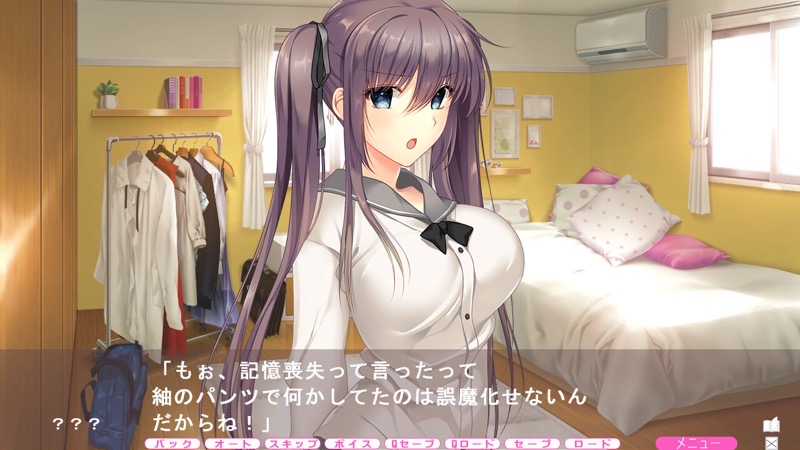 「もぉ、記憶喪失って言ったって
紬のパンツで何かしてたのは誤魔化せないん
だからね！」
？？？
バック オート スキップ ボイス Qセーブ Qロード セーブ ロード メニュー